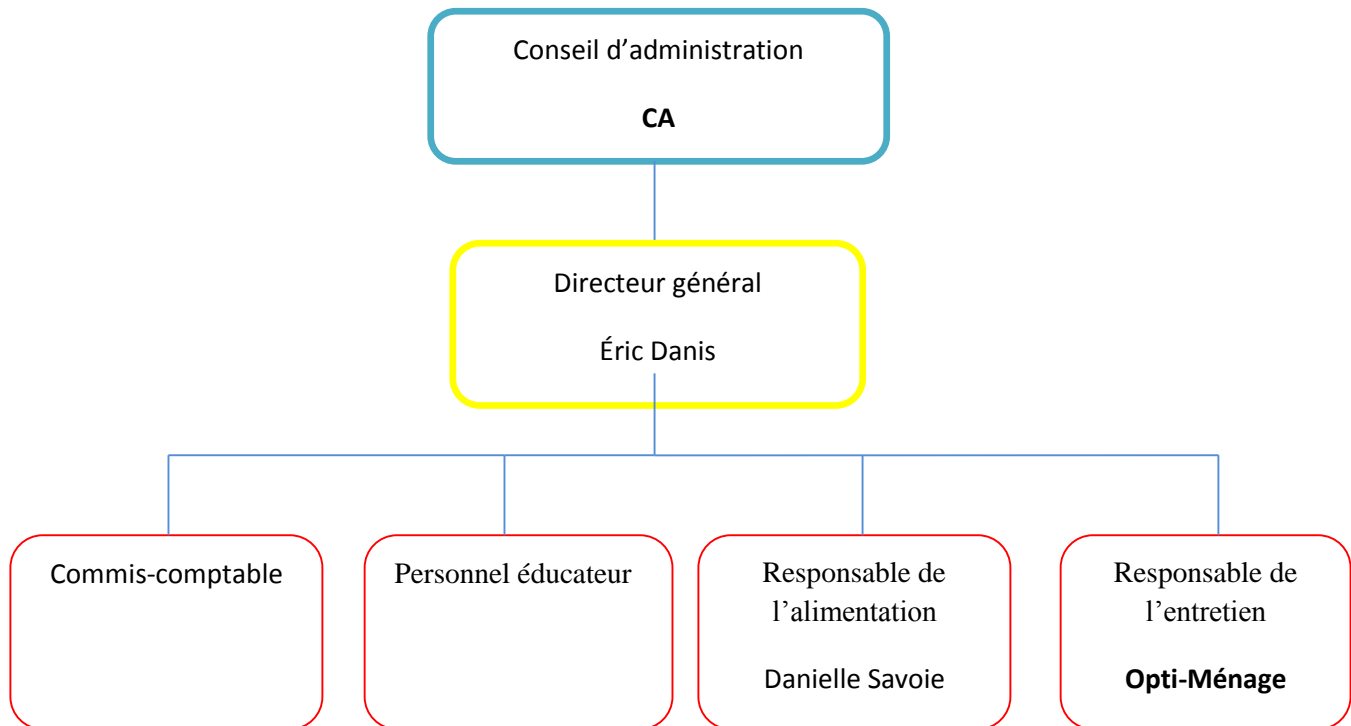 Conseil d’administration
CA
Directeur général
Éric Danis
Commis-comptable
Personnel éducateur
Responsable de
l’alimentation
Danielle Savoie
Responsable de
l’entretien
Opti-Ménage